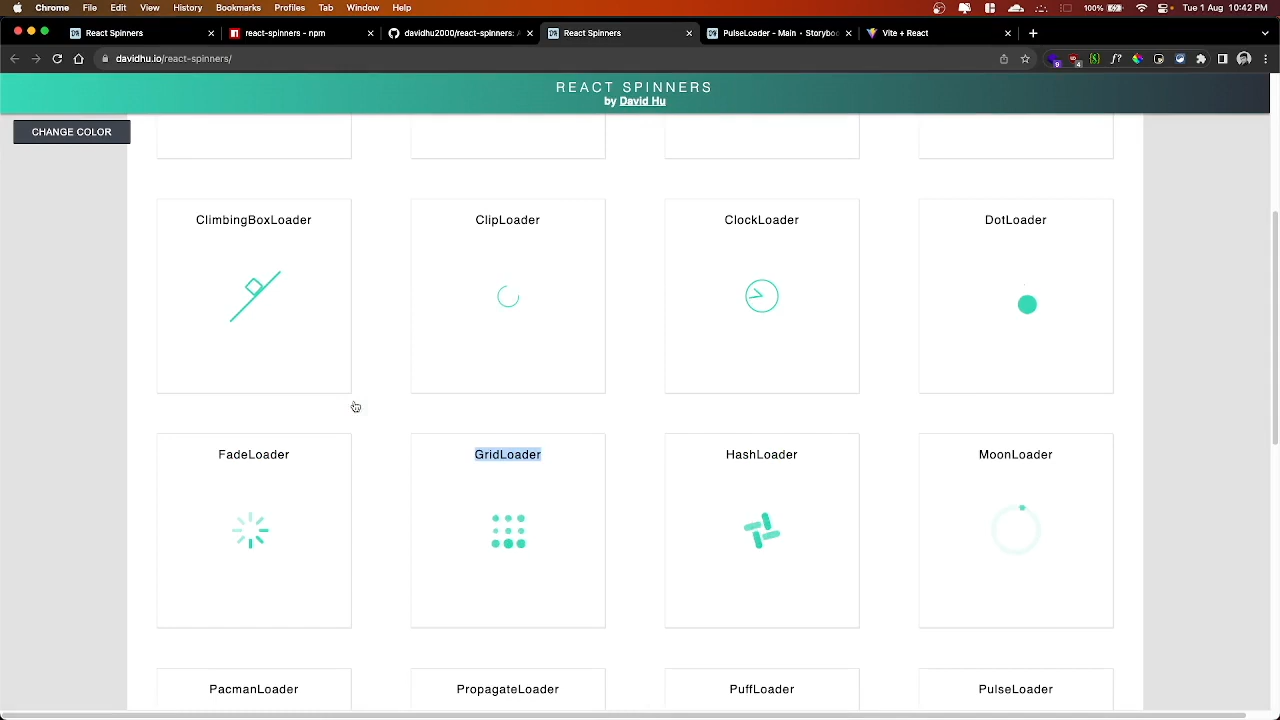 Chrome File Edit View History Bookmarks Profiles Tab Window Help 100% Tue 1 Aug 10:42 PM
React Spinners react-spinners - npm davidhu2000/react-spinners: A React Spinners PulseLoader - Main • Storybook Vite + React
davidhu.io/react-spinners/
REACT SPINNERS
by David Hu
CHANGE COLOR
ClimbingBoxLoader ClipLoader ClockLoader DotLoader
FadeLoader GridLoader HashLoader MoonLoader
PacmanLoader PropagateLoader PuffLoader PulseLoader